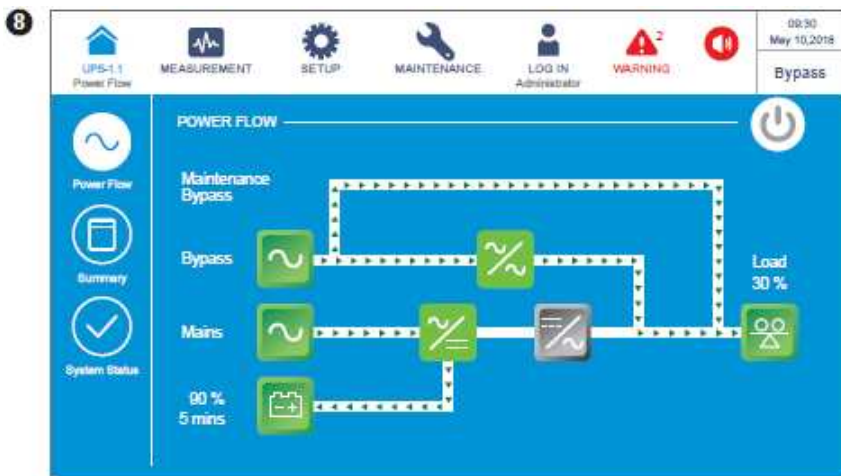 8
UPS-1.1
Power Flow
MEASUREMENT
SETUP
MAINTENANCE
LOG IN
Administrator
2
WARNING
09:30
May 10,2018
Bypass
POWER FLOW
Power Flow
Maintenance
Bypass
Bypass
Summary
Load
30 %
Mains
System Status
90 %
5 mins